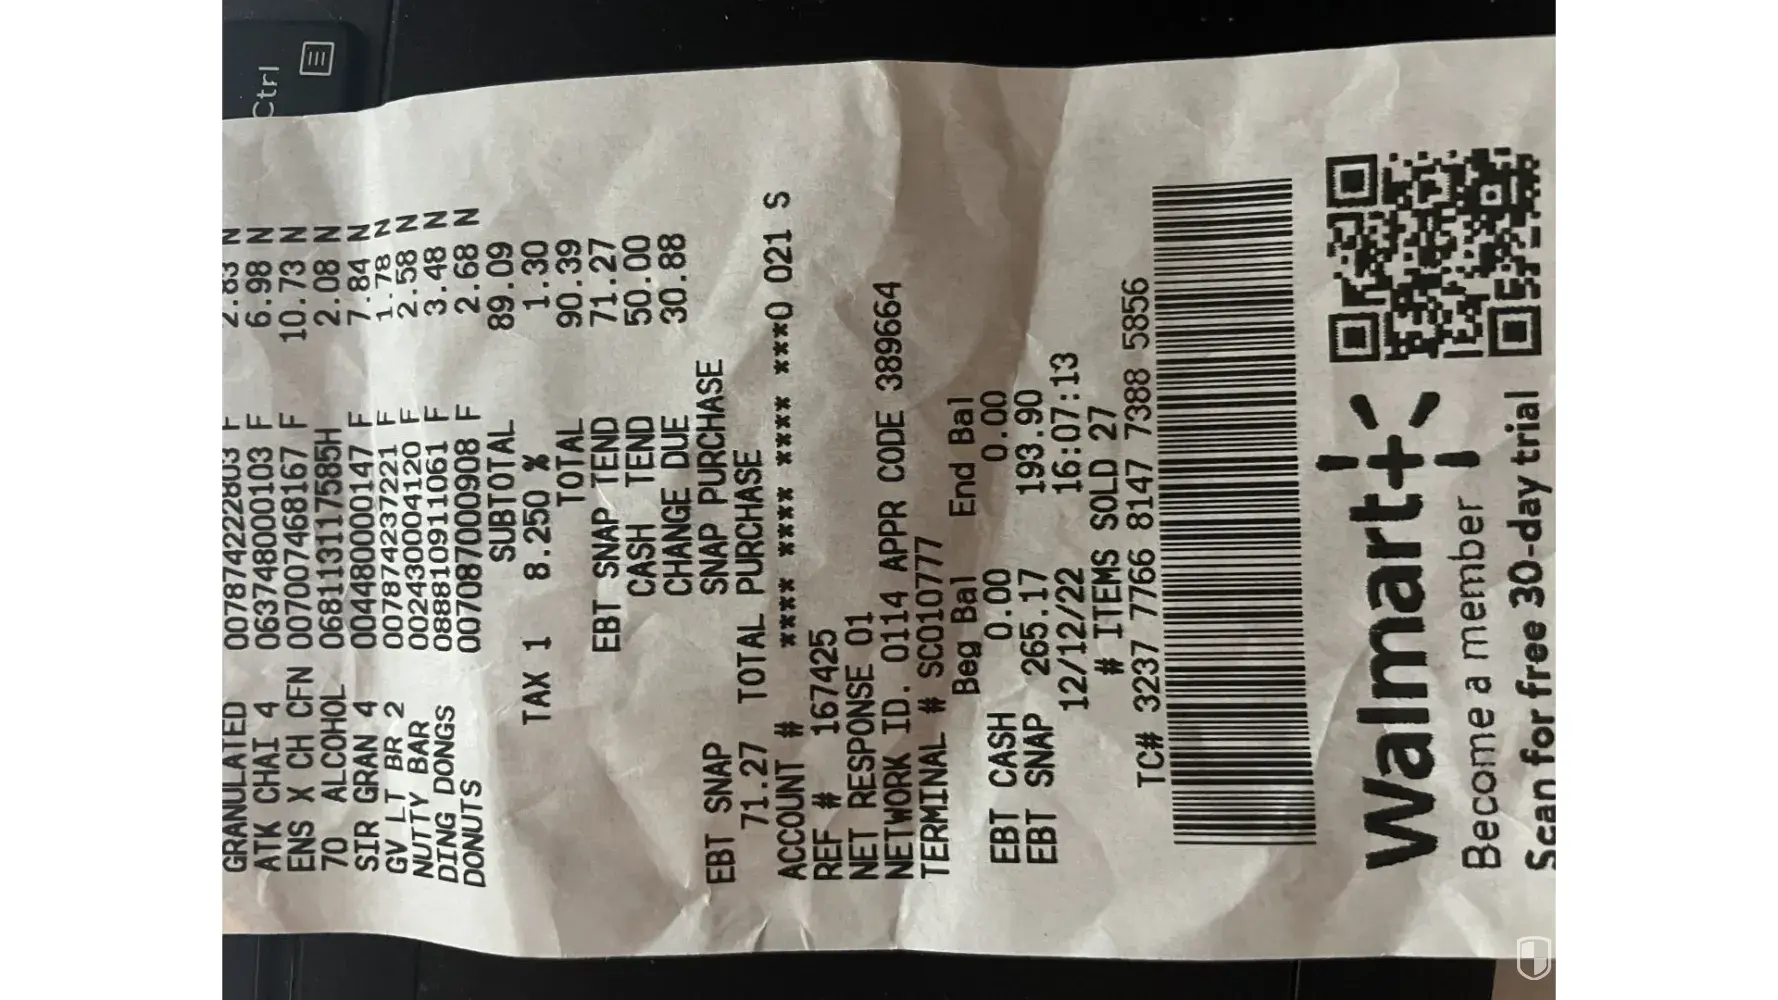 GRANULATED 007874222803 F 2.83 N
ATK CHAI 4 063748000103 F 6.98 N
ENS X CH CFN 007007468167 F 10.73 N
70 ALCOHOL 068113117585H 2.08 N
SIR GRAN 4 004480000147 F 7.84 N
GV LT BR 2 007874237221 F 1.78 N
NUTTY BAR 002430004120 F 2.58 N
DING DONGS 088810911061 F 3.48 N
DONUTS 007087000908 F 2.68 N
SUBTOTAL 89.09
TAX 1 8.250 % 1.30
TOTAL 90.39
EBT SNAP TEND 71.27
CASH TEND 50.00
CHANGE DUE 30.88
EBT SNAP SNAP PURCHASE
71.27 TOTAL PURCHASE
ACCOUNT # **** **** **** **** ***0 021 S
REF # 167425
NET RESPONSE 01
NETWORK ID. 0114 APPR CODE 389664
TERMINAL # SC010777
Beg Bal End Bal
EBT CASH 0.00 0.00
EBT SNAP 265.17 193.90
12/12/22 16:07:13
# ITEMS SOLD 27
TC# 3237 7766 8147 7388 5856
Walmart+
Become a member
Scan for free 30-day trial
Ctrl